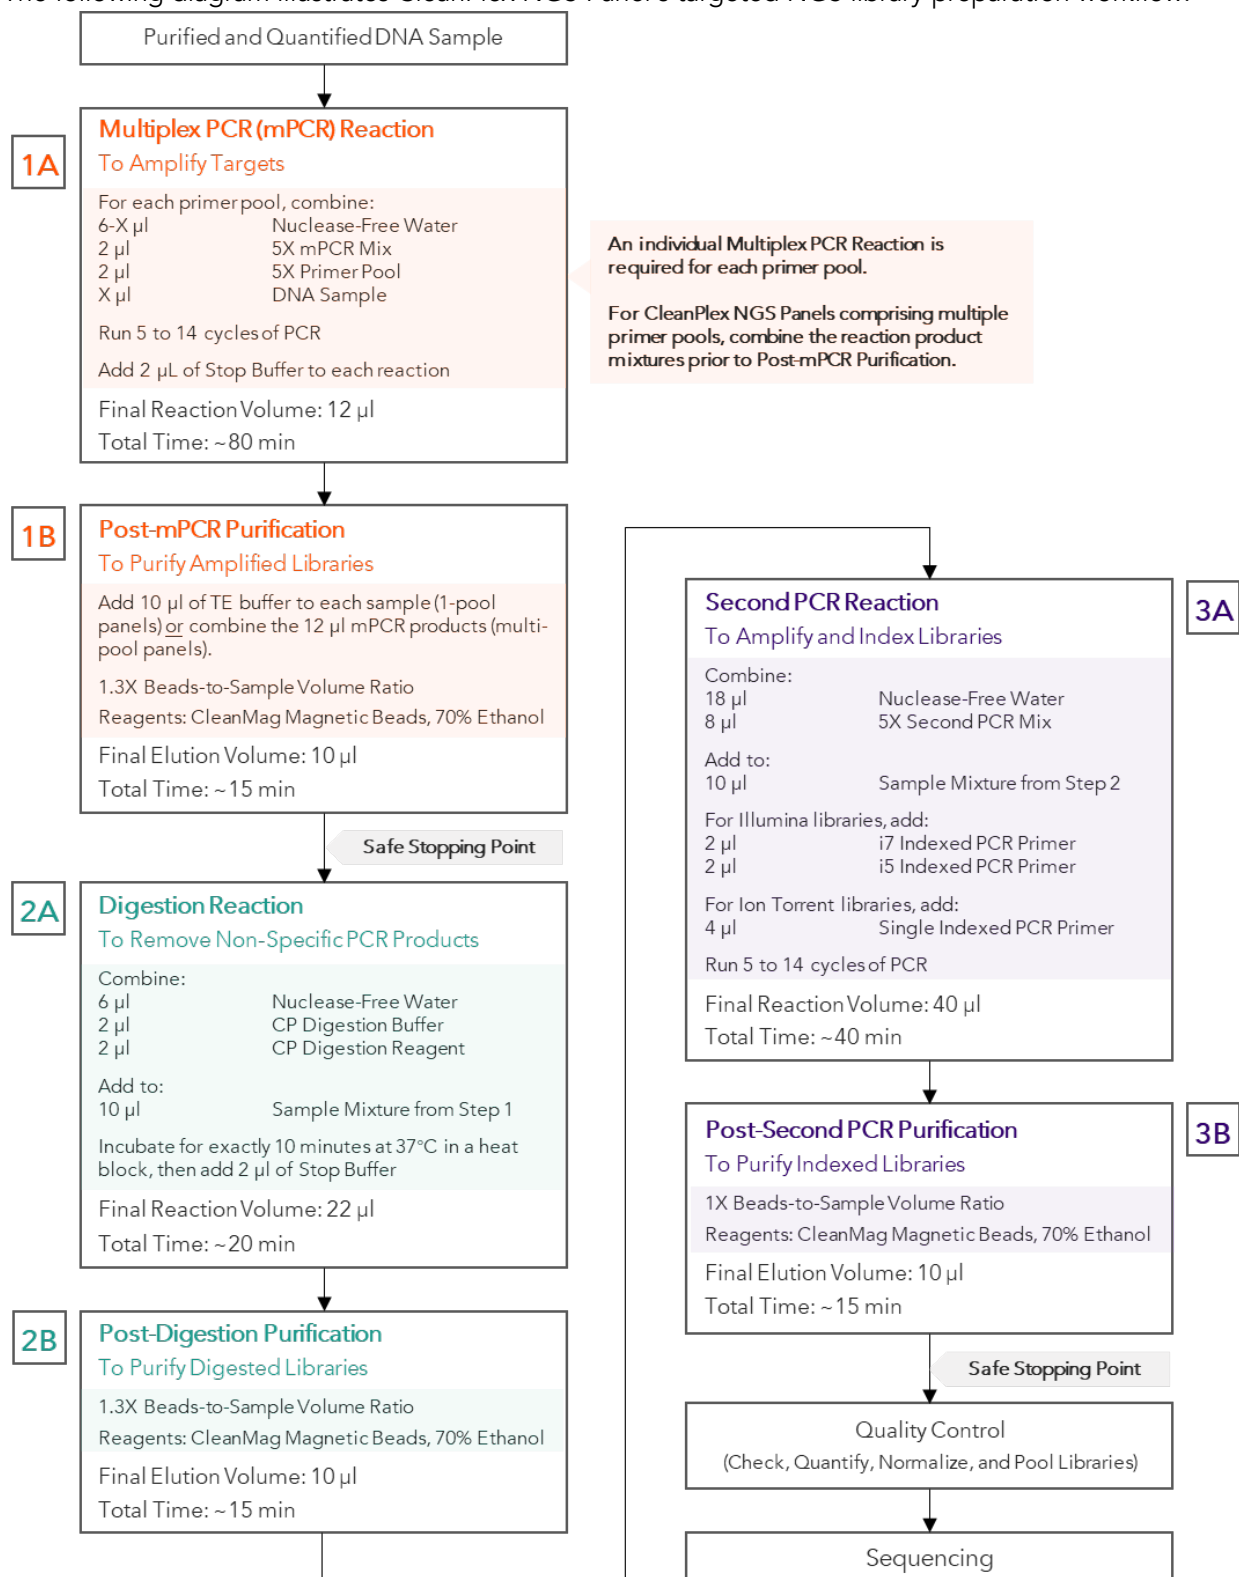 The following diagram illustrates CleanPlex NGS Panel's targeted NGS library preparation workflow.
Purified and Quantified DNA Sample
1A
Multiplex PCR (mPCR) Reaction
To Amplify Targets
For each primer pool, combine:
6-X µl Nuclease-Free Water
2 µl 5X mPCR Mix
2 µl 5X Primer Pool
X µl DNA Sample
Run 5 to 14 cycles of PCR
Add 2 µL of Stop Buffer to each reaction
Final Reaction Volume: 12 µl
Total Time: ~80 min
An individual Multiplex PCR Reaction is
required for each primer pool.
For CleanPlex NGS Panels comprising multiple
primer pools, combine the reaction product
mixtures prior to Post-mPCR Purification.
1B
Post-mPCR Purification
To Purify Amplified Libraries
Add 10 µl of TE buffer to each sample (1-pool
panels) or combine the 12 µl mPCR products (multi-
pool panels).
1.3X Beads-to-Sample Volume Ratio
Reagents: CleanMag Magnetic Beads, 70% Ethanol
Final Elution Volume: 10 µl
Total Time: ~15 min
Safe Stopping Point
2A
Digestion Reaction
To Remove Non-Specific PCR Products
Combine:
6 µl Nuclease-Free Water
2 µl CP Digestion Buffer
2 µl CP Digestion Reagent
Add to:
10 µl Sample Mixture from Step 1
Incubate for exactly 10 minutes at 37°C in a heat
block, then add 2 µl of Stop Buffer
Final Reaction Volume: 22 µl
Total Time: ~20 min
2B
Post-Digestion Purification
To Purify Digested Libraries
1.3X Beads-to-Sample Volume Ratio
Reagents: CleanMag Magnetic Beads, 70% Ethanol
Final Elution Volume: 10 µl
Total Time: ~15 min
3A
Second PCR Reaction
To Amplify and Index Libraries
Combine:
18 µl Nuclease-Free Water
8 µl 5X Second PCR Mix
Add to:
10 µl Sample Mixture from Step 2
For Illumina libraries, add:
2 µl i7 Indexed PCR Primer
2 µl i5 Indexed PCR Primer
For Ion Torrent libraries, add:
4 µl Single Indexed PCR Primer
Run 5 to 14 cycles of PCR
Final Reaction Volume: 40 µl
Total Time: ~40 min
3B
Post-Second PCR Purification
To Purify Indexed Libraries
1X Beads-to-Sample Volume Ratio
Reagents: CleanMag Magnetic Beads, 70% Ethanol
Final Elution Volume: 10 µl
Total Time: ~15 min
Safe Stopping Point
Quality Control
(Check, Quantify, Normalize, and Pool Libraries)
Sequencing